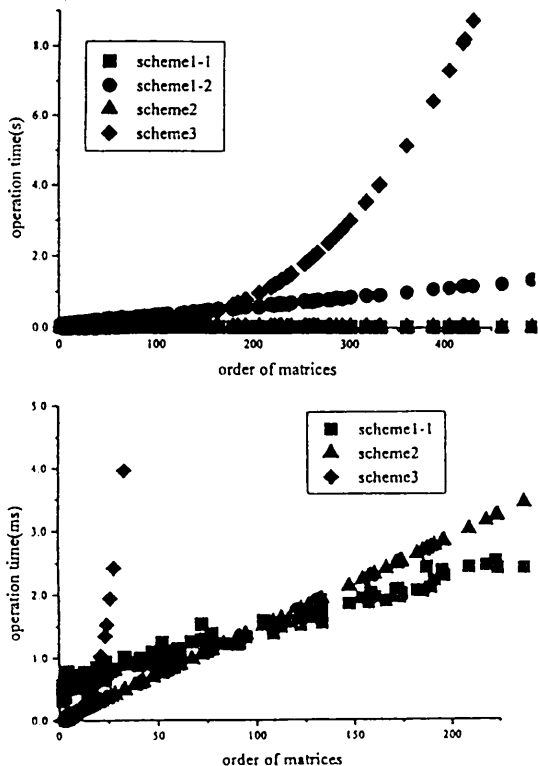 8.0
6.0
4.0
2.0
0.0
operation time(s)
scheme1-1
scheme1-2
scheme2
scheme3
0 100 200 300 400
order of matrices
5.0
4.0
3.0
2.0
1.0
0.0
operation time(ms)
scheme1-1
scheme2
scheme3
0 50 100 150 200
order of matrices